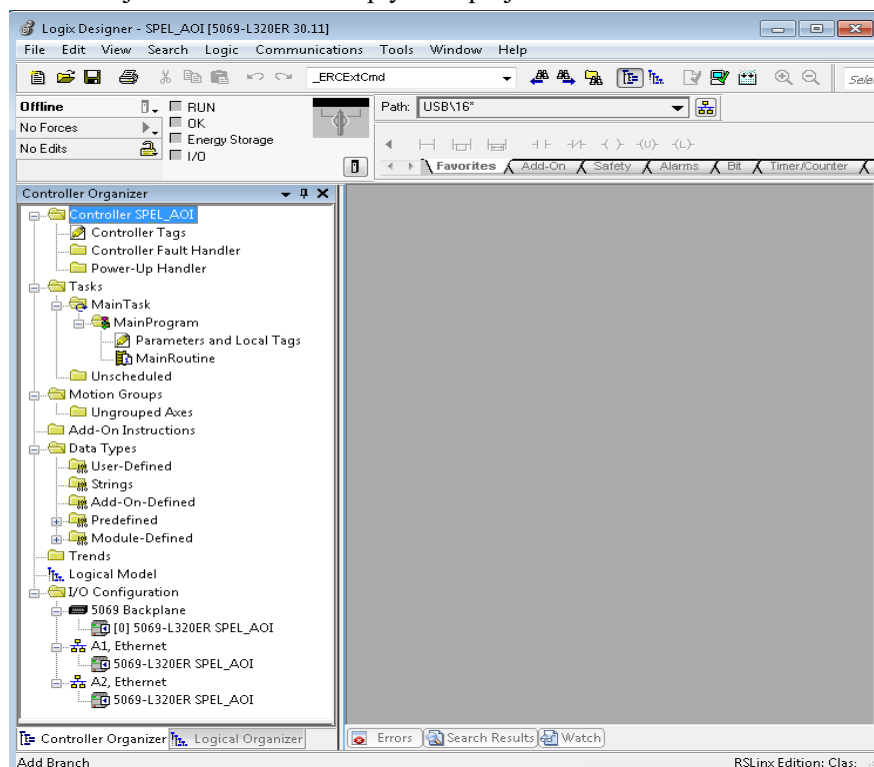 Logix Designer - SPEL_AOI [5069-L320ER 30.11]
File Edit View Search Logic Communications Tools Window Help
_ERCExtCmd
Offline
RUN
Path: USB\16*
No Forces
OK
Energy Storage
No Edits
I/O
Favorites Add-On Safety Alarms Bit Timer/Counter
Controller Organizer
Controller SPEL_AOI
Controller Tags
Controller Fault Handler
Power-Up Handler
Tasks
MainTask
MainProgram
Parameters and Local Tags
MainRoutine
Unscheduled
Motion Groups
Ungrouped Axes
Add-On Instructions
Data Types
User-Defined
Strings
Add-On-Defined
Predefined
Module-Defined
Trends
Logical Model
I/O Configuration
5069 Backplane
[0] 5069-L320ER SPEL_AOI
A1, Ethernet
5069-L320ER SPEL_AOI
A2, Ethernet
5069-L320ER SPEL_AOI
Controller Organizer Logical Organizer
Errors Search Results Watch
Add Branch
RSLinx Edition: Clas: